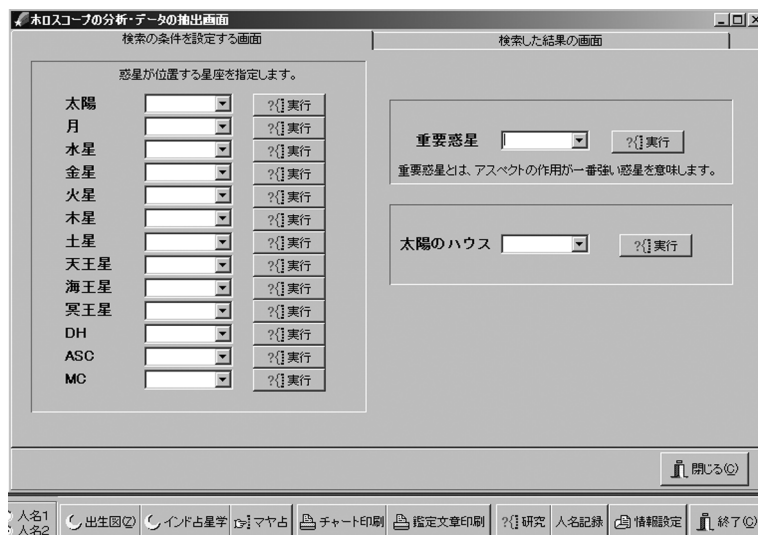 ホロスコープの分析・データの抽出画面
検索の条件を設定する画面
検索した結果の画面
惑星が位置する星座を指定します。
太陽 ?{} 実行
月 ?{} 実行
水星 ?{} 実行
金星 ?{} 実行
火星 ?{} 実行
木星 ?{} 実行
土星 ?{} 実行
天王星 ?{} 実行
海王星 ?{} 実行
冥王星 ?{} 実行
DH ?{} 実行
ASC ?{} 実行
MC ?{} 実行
重要惑星 ?{} 実行
重要惑星とは、アスペクトの作用が一番強い惑星を意味します。
太陽のハウス ?{} 実行
閉じる(C)
人名1
人名2
出生図(Z) インド占星学 マヤ占 チャート印刷 鑑定文章印刷 ?{} 研究 人名記録 情報設定 終了(C)